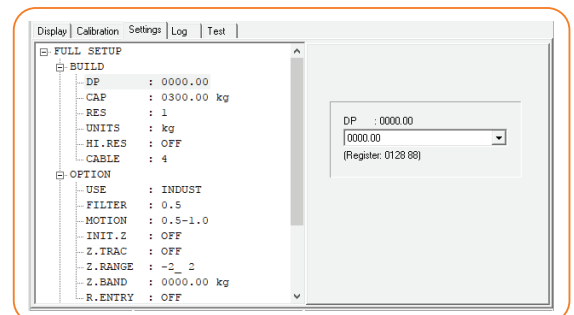 Display Calibration Settings Log Test
FULL SETUP
BUILD
DP : 0000.00
CAP : 0300.00 kg
RES : 1
UNITS : kg
HI.RES : OFF
CABLE : 4
OPTION
USE : INDUST
FILTER : 0.5
MOTION : 0.5-1.0
INIT.Z : OFF
Z.TRAC : OFF
Z.RANGE : -2_ 2
Z.BAND : 0000.00 kg
R.ENTRY : OFF
DP : 0000.00
0000.00
(Register: 0128 88)